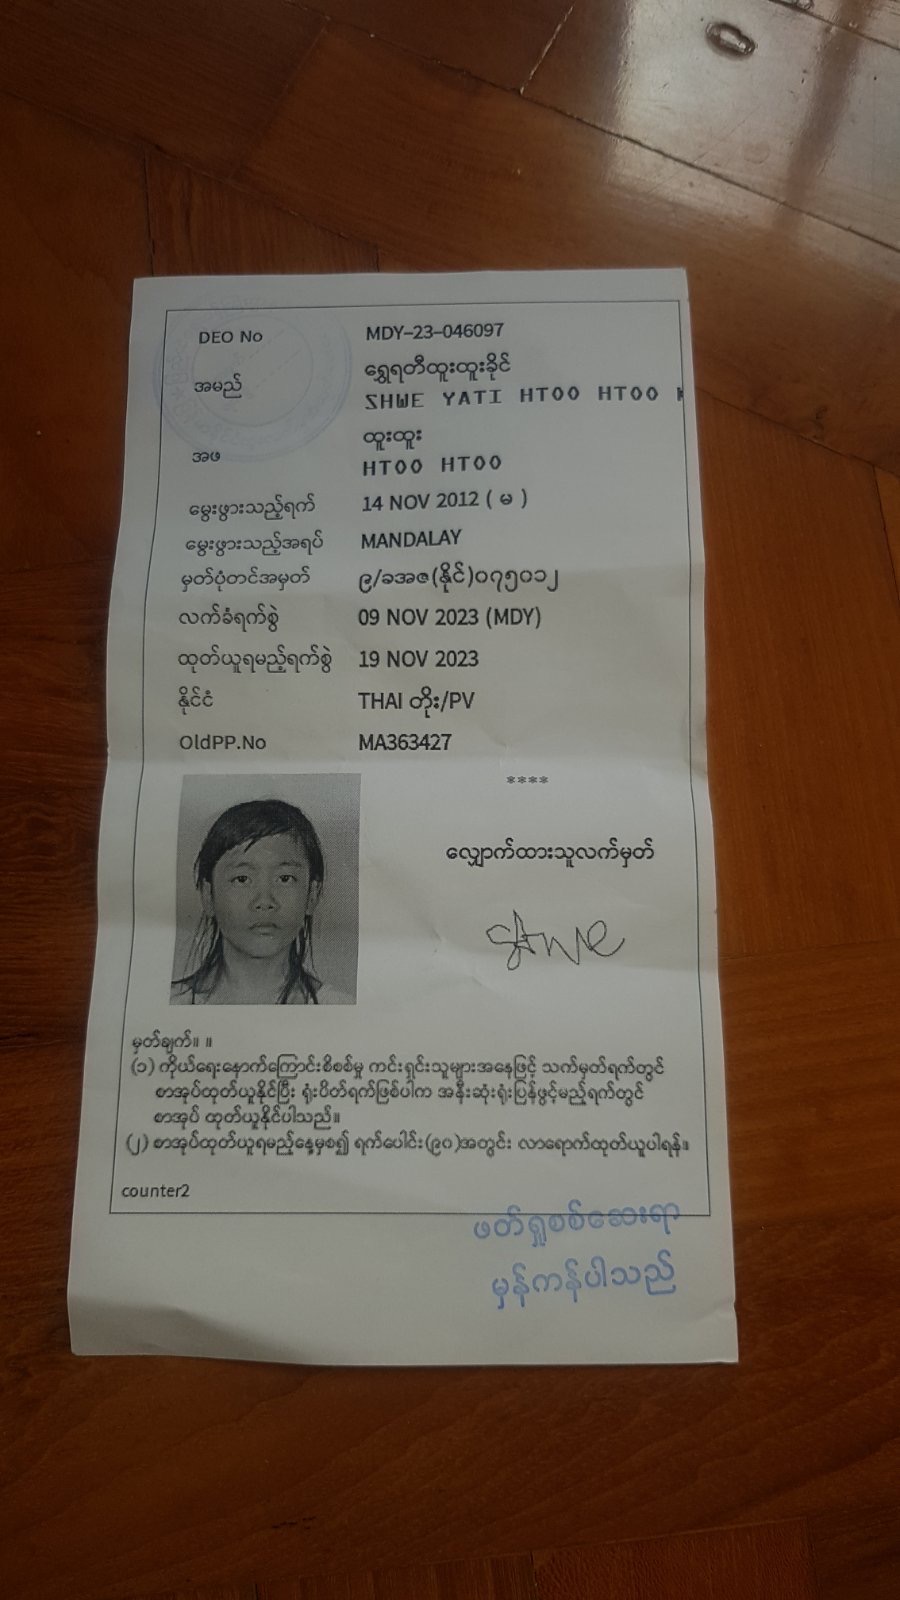 DEO No MDY-23-046097
အမည် ရွှေရတီထူးထူးခိုင်
SHWE YATI HTOO HTOO
အဖ ထူးထူး
HTOO HTOO
မွေးဖွားသည့်ရက် 14 NOV 2012 ( မ )
မွေးဖွားသည့်အရပ် MANDALAY
မှတ်ပုံတင်အမှတ် ၉/ခအဇ(နိုင်)၀၇၅၀၁၂
လက်ခံရက်စွဲ 09 NOV 2023 (MDY)
ထုတ်ယူရမည့်ရက်စွဲ 19 NOV 2023
နိုင်ငံ THAI တိုး/PV
OldPP.No MA363427
****
လျှောက်ထားသူလက်မှတ်
မှတ်ချက်။ ။
(၁) ကိုယ်ရေးနောက်ကြောင်းစိစစ်မှု ကင်းရှင်းသူများအနေဖြင့် သက်မှတ်ရက်တွင်
စာအုပ်ထုတ်ယူနိုင်ပြီး ရုံးပိတ်ရက်ဖြစ်ပါက အနီးဆုံးရုံးပြန်ဖွင့်မည့်ရက်တွင်
စာအုပ် ထုတ်ယူနိုင်ပါသည်။
(၂) စာအုပ်ထုတ်ယူရမည့်နေ့မှစ၍ ရက်ပေါင်း(၉၀)အတွင်း လာရောက်ထုတ်ယူပါရန်။
counter2
ဖတ်ရှုစစ်ဆေးရာ
မှန်ကန်ပါသည်